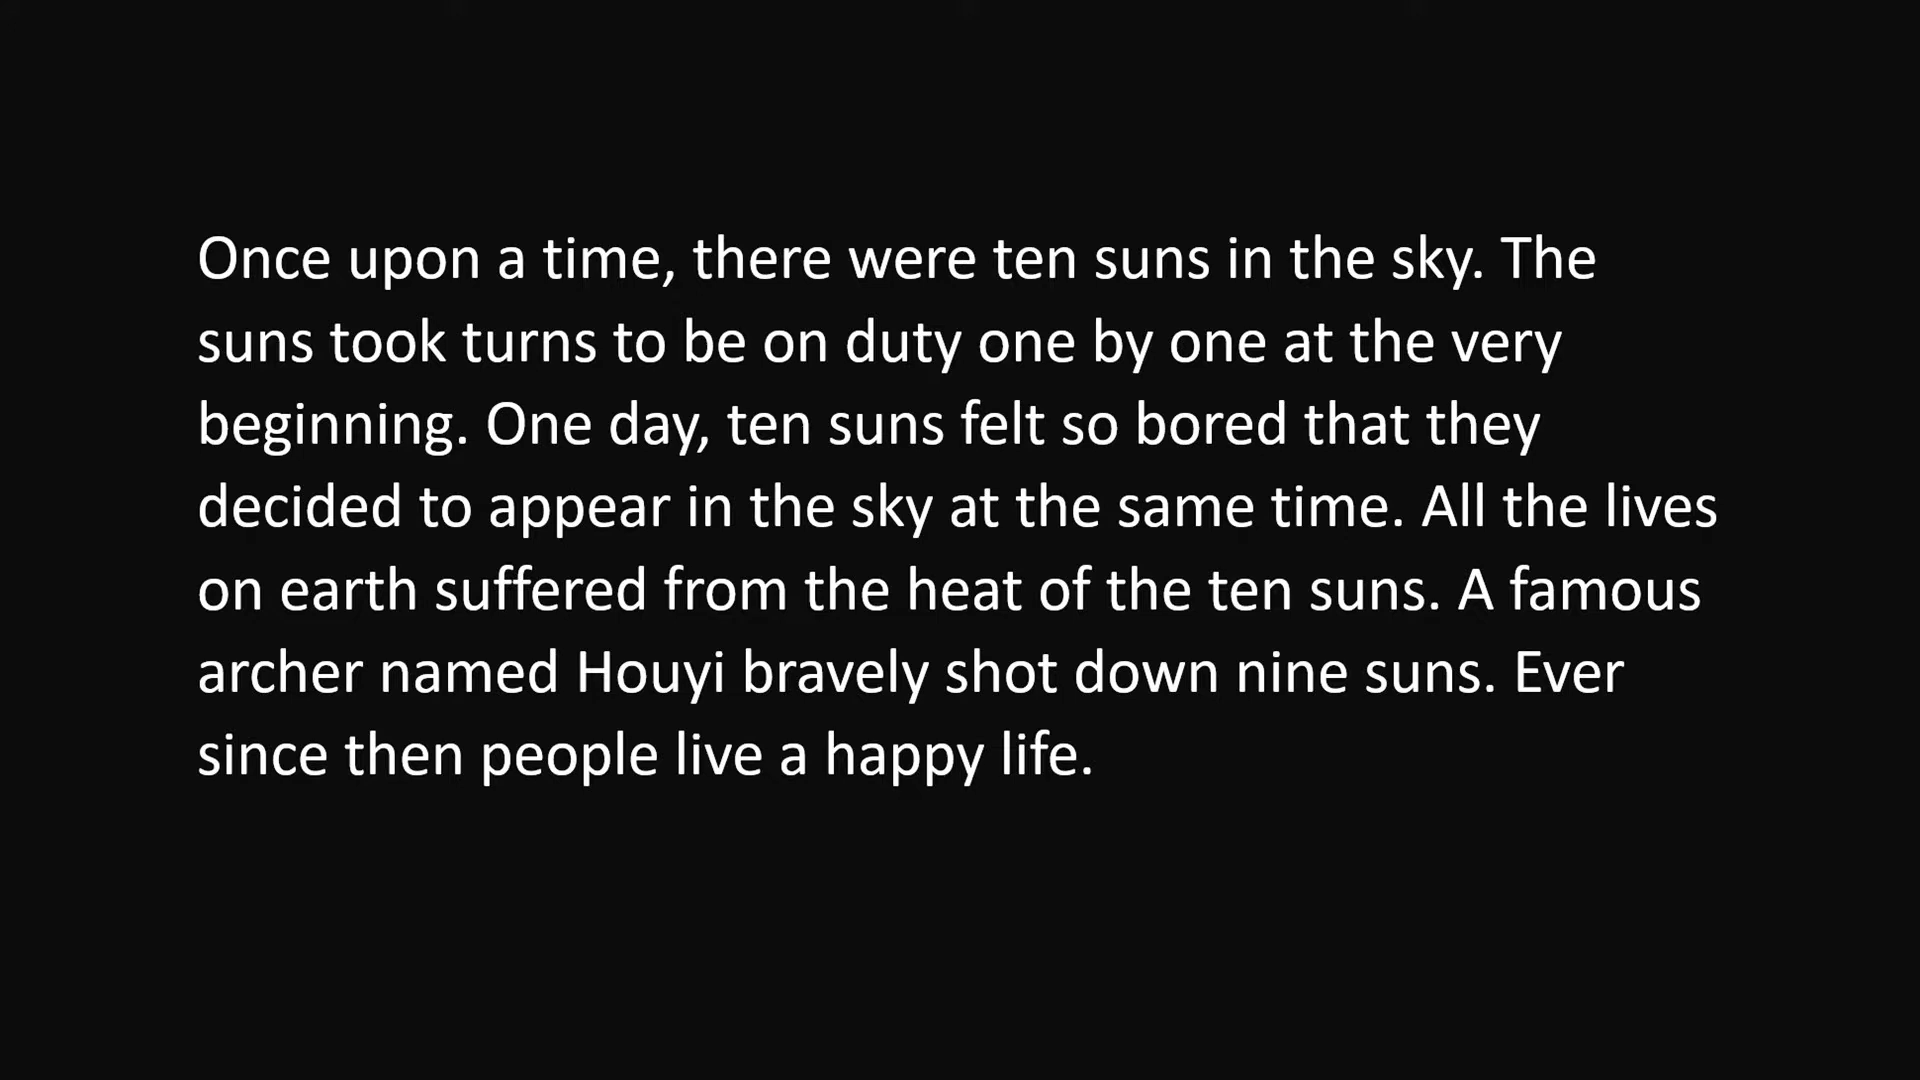 Once upon a time, there were ten suns in the sky. The
suns took turns to be on duty one by one at the very
beginning. One day, ten suns felt so bored that they
decided to appear in the sky at the same time. All the lives
on earth suffered from the heat of the ten suns. A famous
archer named Houyi bravely shot down nine suns. Ever
since then people live a happy life.